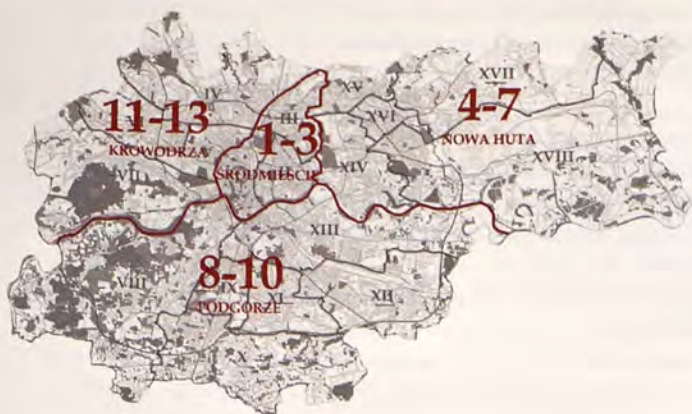 XVII
4-7
NOWA HUTA
XVIII
XV
XVI
XIV
IV
III
11-13
KROWODRZA
VII
1-3
ŚRÓDMIEŚCIE
XIII
VIII
8-10
IX
PODGÓRZE
XI
XII
X